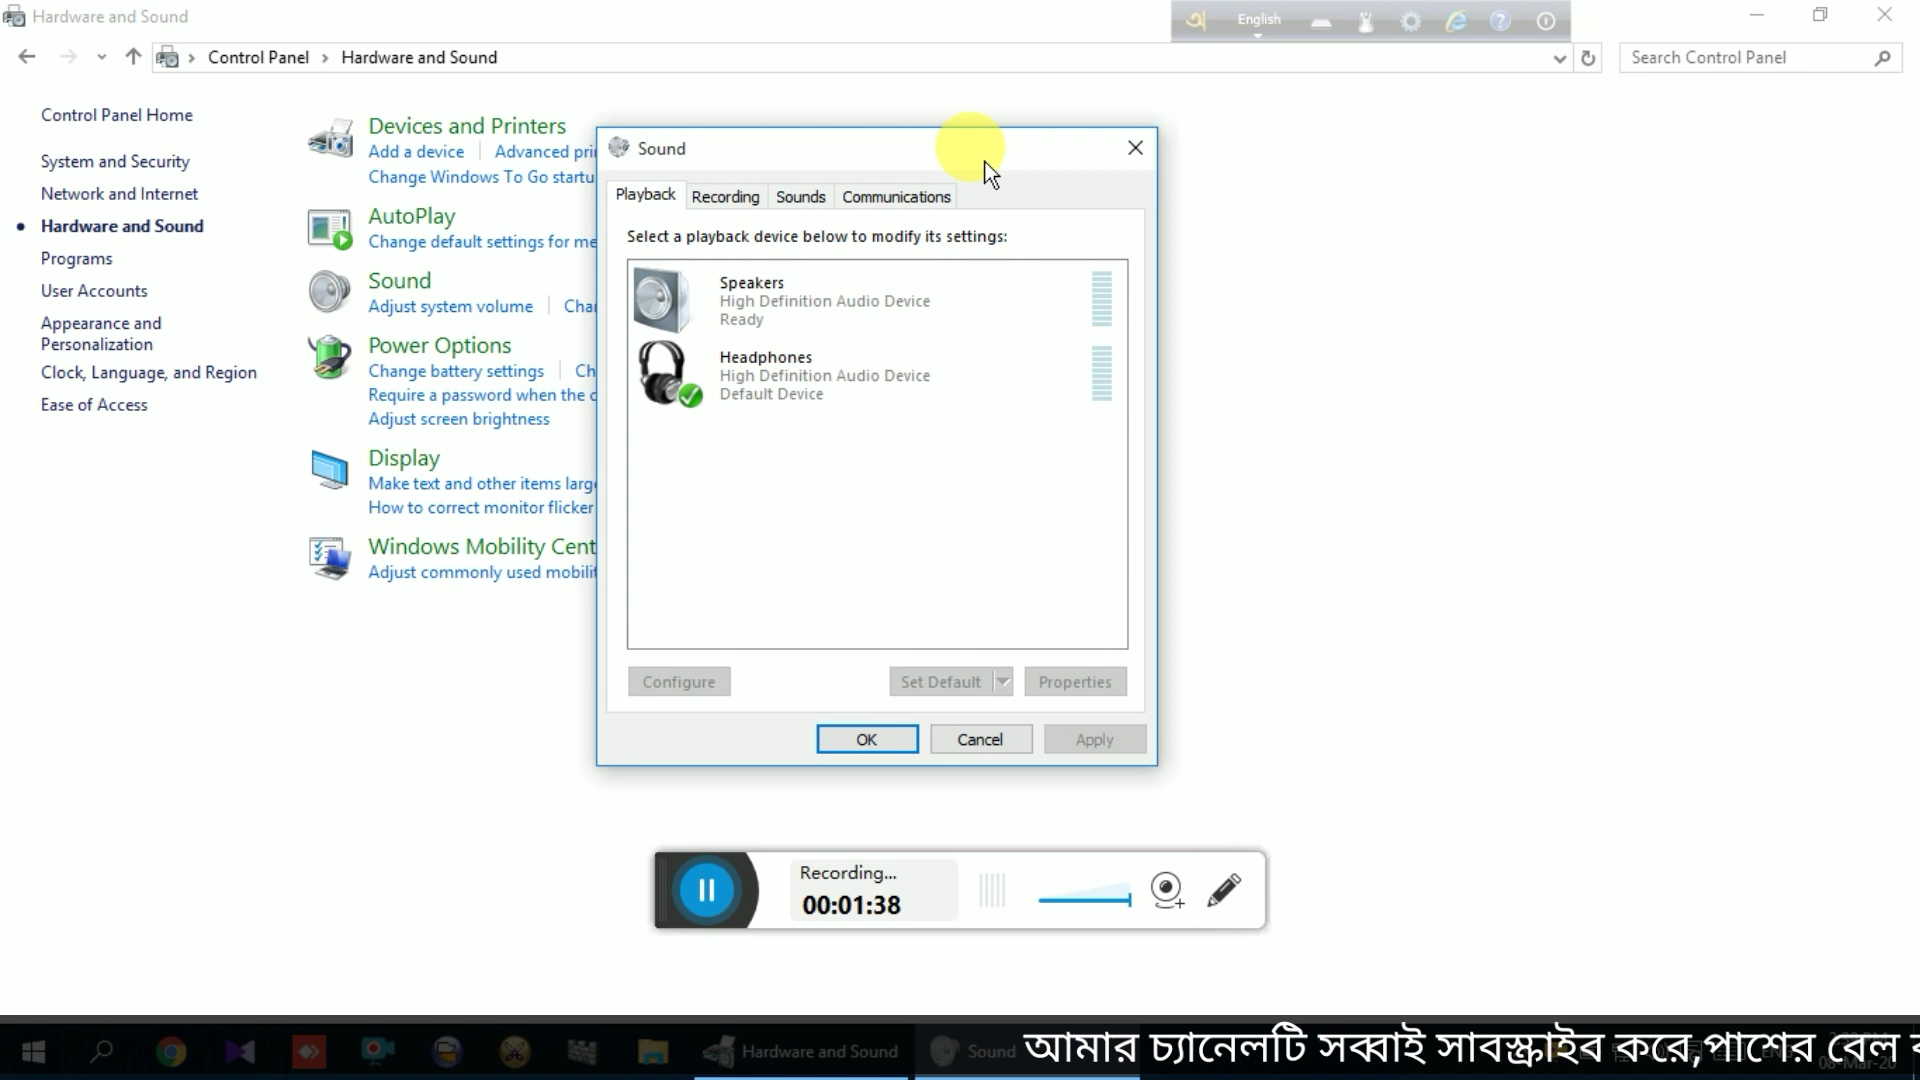 Hardware and Sound
English
Control Panel › Hardware and Sound
Search Control Panel
Control Panel Home
System and Security
Network and Internet
Hardware and Sound
Programs
User Accounts
Appearance and
Personalization
Clock, Language, and Region
Ease of Access
Devices and Printers
Add a device
Advanced
Change Windows To Go
AutoPlay
Change default settings for
Sound
Adjust system volume
Power Options
Change battery settings
Require a password when the
Adjust screen brightness
Display
Make text and other items
How to correct monitor flicker
Windows Mobility
Adjust commonly used
Sound
Playback
Recording
Sounds
Communications
Select a playback device below to modify its settings:
Speakers
High Definition Audio Device
Ready
Headphones
High Definition Audio Device
Default Device
Configure
Set Default
Properties
OK
Cancel
Apply
Recording...
00:01:38
Hardware and Sound
Sound
আমার চ্যানেলটি সব্বাই সাবস্ক্রাইব করে,পাশের বেল